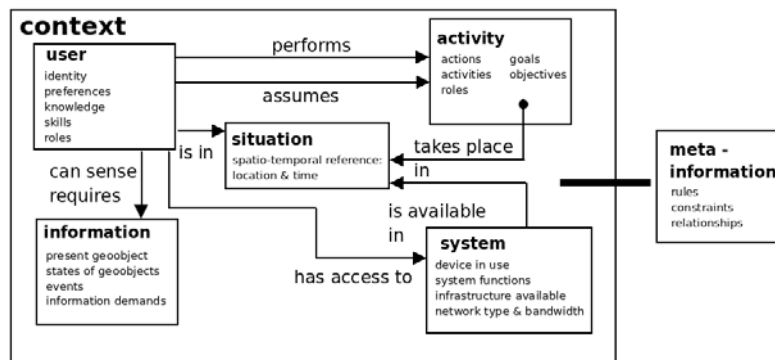 context
user
identity
preferences
knowledge
skills
roles
performs
assumes
activity
actions goals
activities objectives
roles
is in
situation
spatio-temporal reference:
location & time
takes place
in
can sense
requires
information
present geoobject
states of geoobjects
events
information demands
has access to
is available
in
system
device in use
system functions
infrastructure available
network type & bandwidth
meta -
information
rules
constraints
relationships